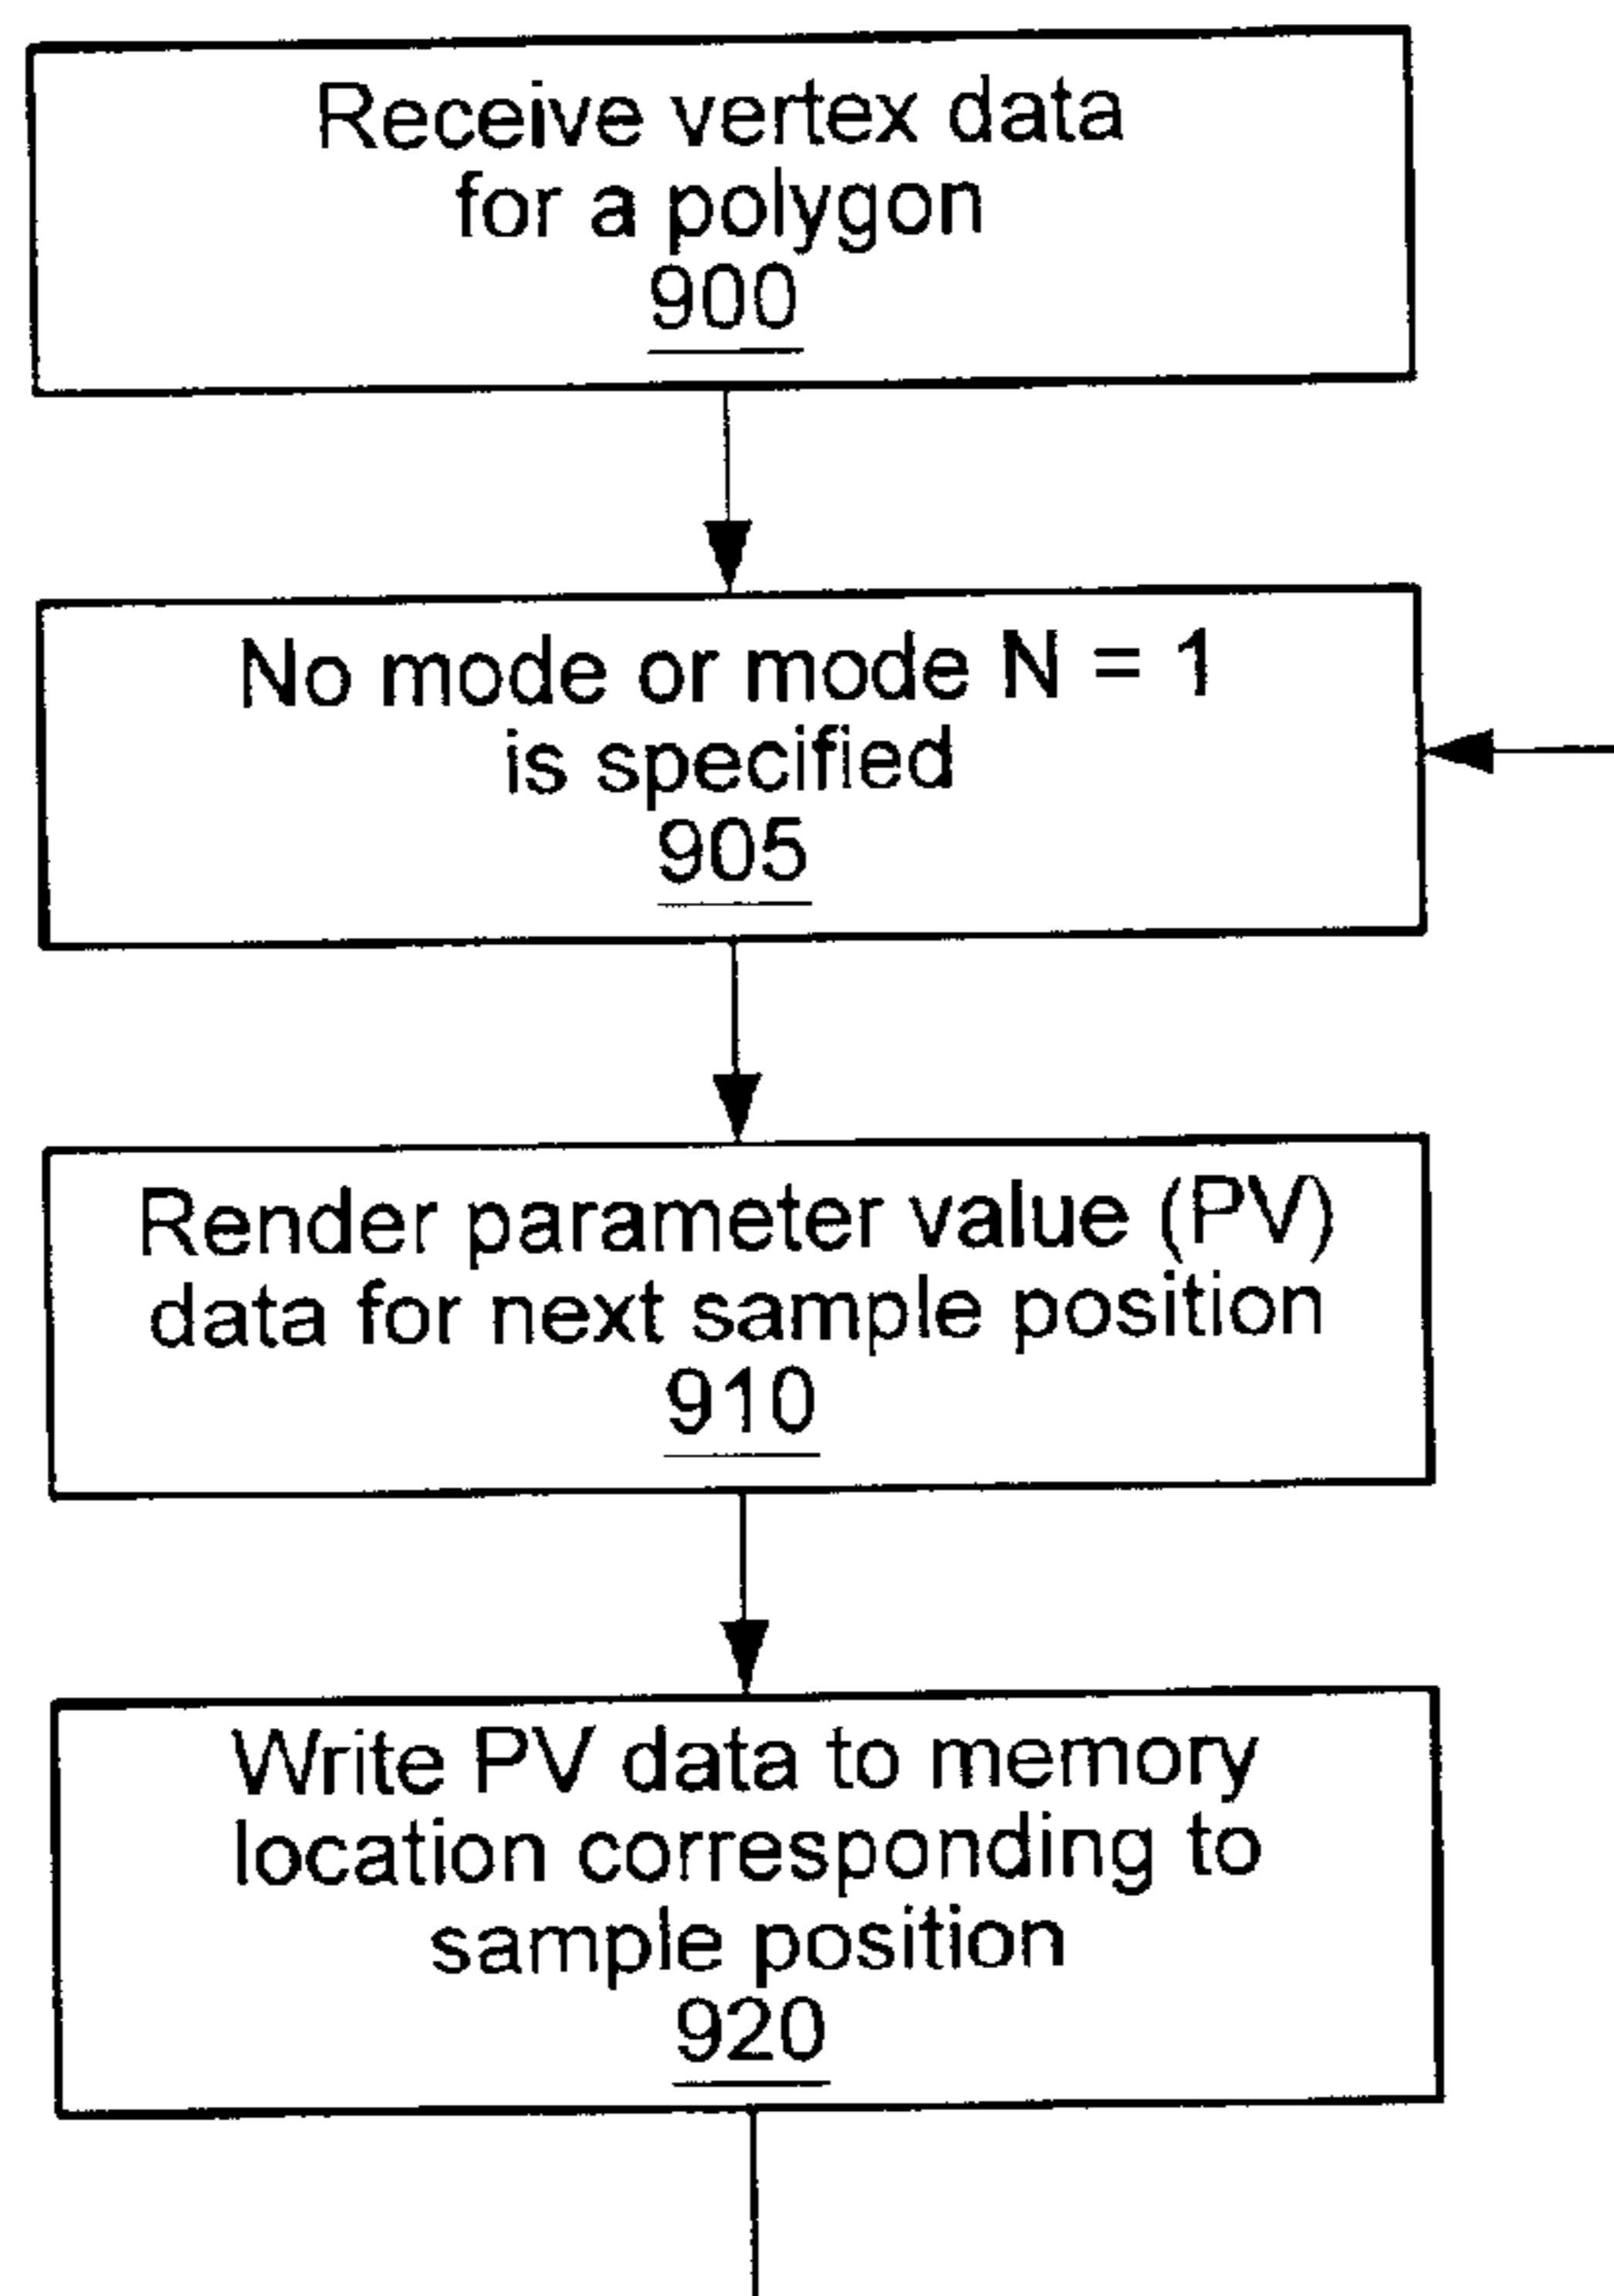 Receive vertex data
for a polygon
900
No mode or mode N = 1
is specified
905
Render parameter value (PV)
data for next sample position
910
Write PV data to memory
location corresponding to
sample position
920